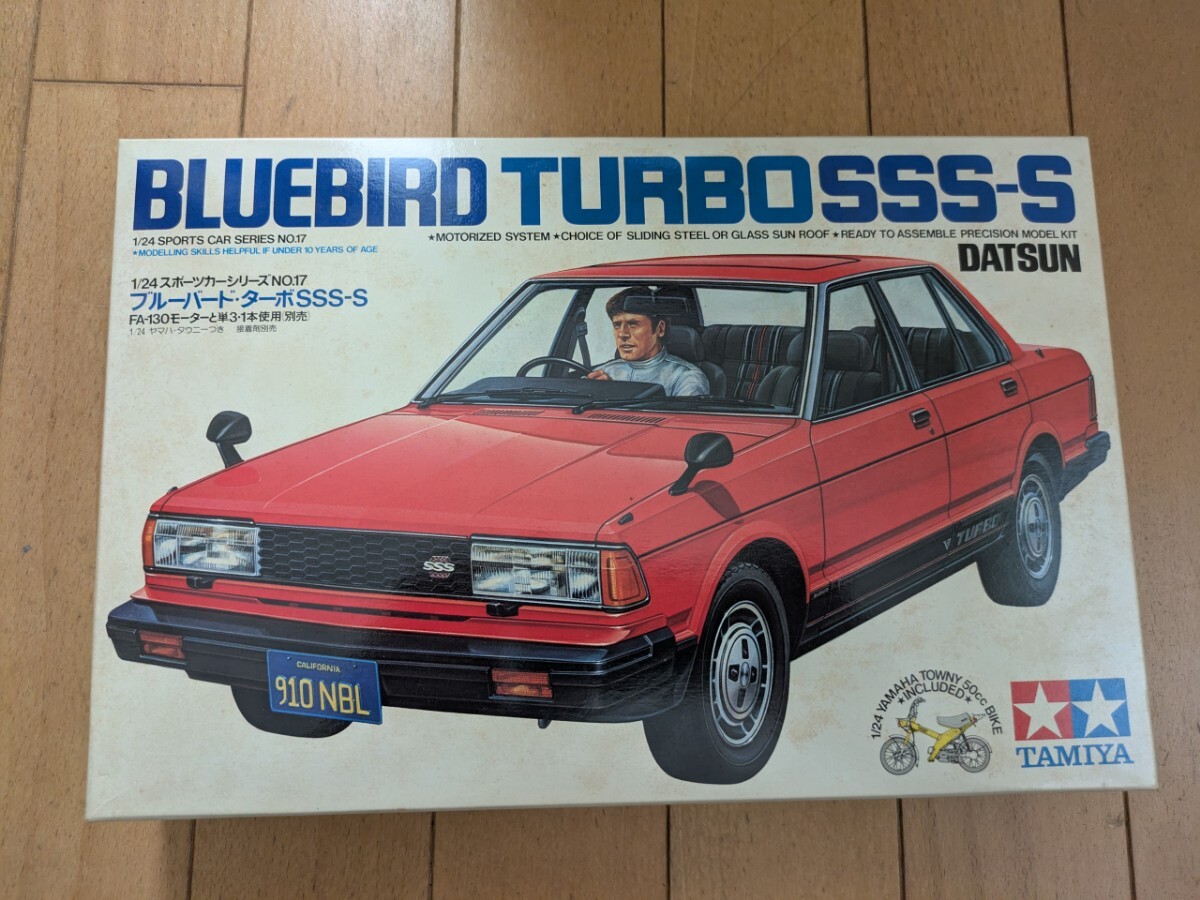 BLUEBIRD TURBO SSS-S
1/24 SPORTS CAR SERIES NO.17
★MOTORIZED SYSTEM ★CHOICE OF SLIDING STEEL OR GLASS SUN ROOF ★READY TO ASSEMBLE PRECISION MODEL KIT
★MODELLING SKILLS HELPFUL IF UNDER 10 YEARS OF AGE
DATSUN
1/24 スポーツカーシリーズ NO.17
ブルーバード・ターボSSS-S
FA-130モーターと単3・1本使用(別売)
1/24 ヤマハ・タウニーつき 接着剤別売
SSS
TURBO
CALIFORNIA
910 NBL
1/24 YAMAHA TOWNY 50cc BIKE
★INCLUDED★
TAMIYA